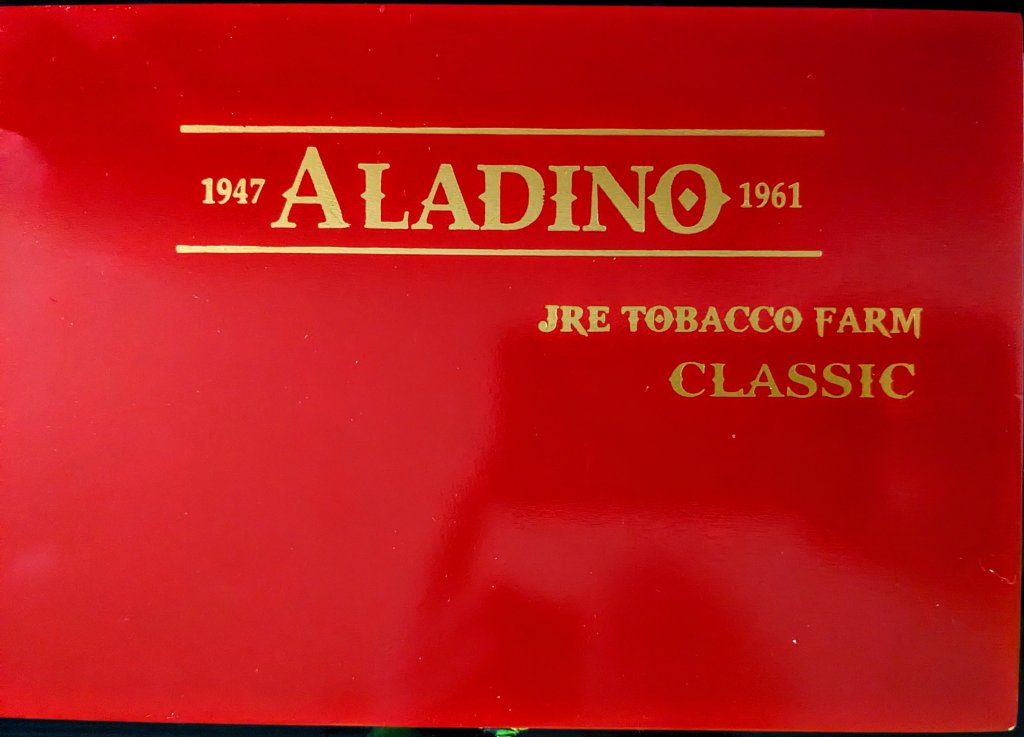 1947 ALADINO 1961
JRE TOBACCO FARM
CLASSIC